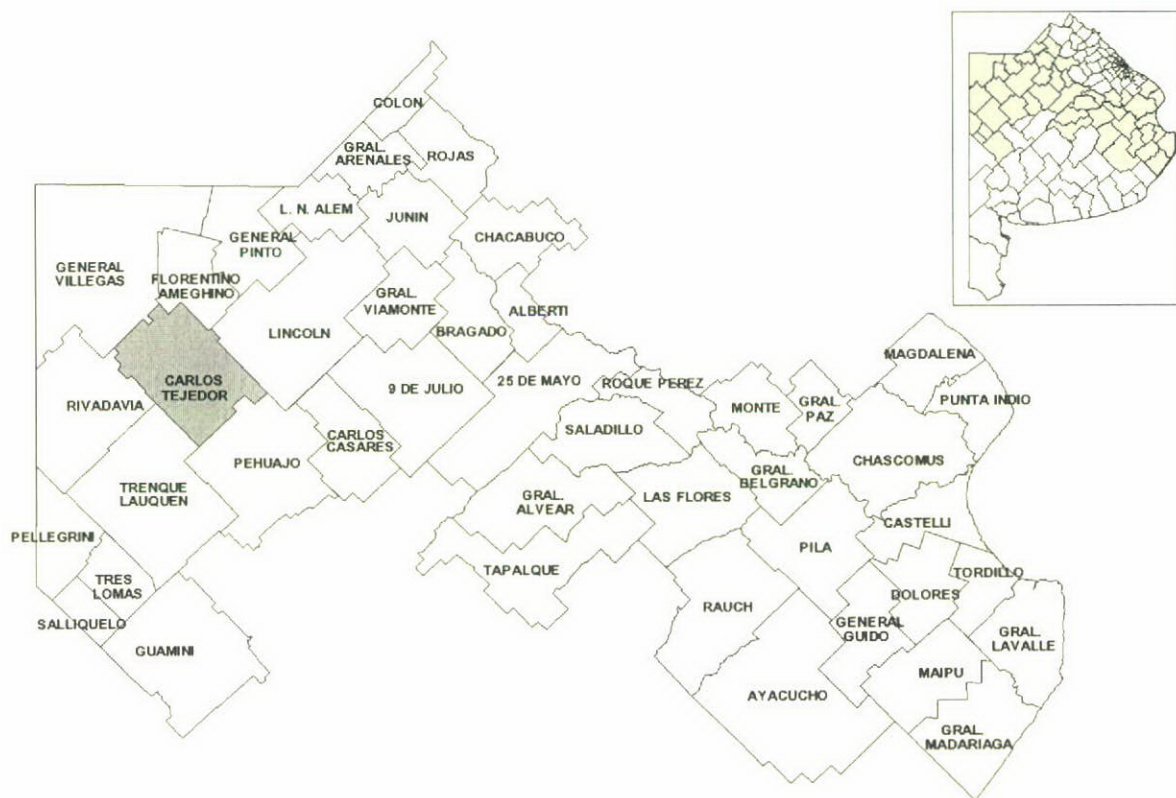 COLON
GRAL.
ARENALES
ROJAS
L. N. ALEM
JUNIN
GENERAL
PINTO
CHACABUCO
GENERAL
VILLEGAS
FLORENTINO
AMEGHINO
GRAL.
VIAMONTE
ALBERTI
LINCOLN
BRAGADO
MAGDALENA
CARLOS
TEJEDOR
9 DE JULIO
25 DE MAYO
ROQUE PEREZ
PUNTA INDIO
RIVADAVIA
MONTE
GRAL.
PAZ
SALADILLO
CARLOS
CASARES
PEHUAJO
CHASCOMUS
GRAL.
BELGRANO
TRENQUE
LAUQUEN
GRAL.
ALVEAR
LAS FLORES
CASTELLI
PELLEGRINI
PILA
TAPALQUE
TORDILLO
TRES
LOMAS
DOLORES
RAUCH
GENERAL
GUIDO
SALLIQUELO
GRAL.
LAVALLE
GUAMINI
MAIPU
AYACUCHO
GRAL.
MADARIAGA